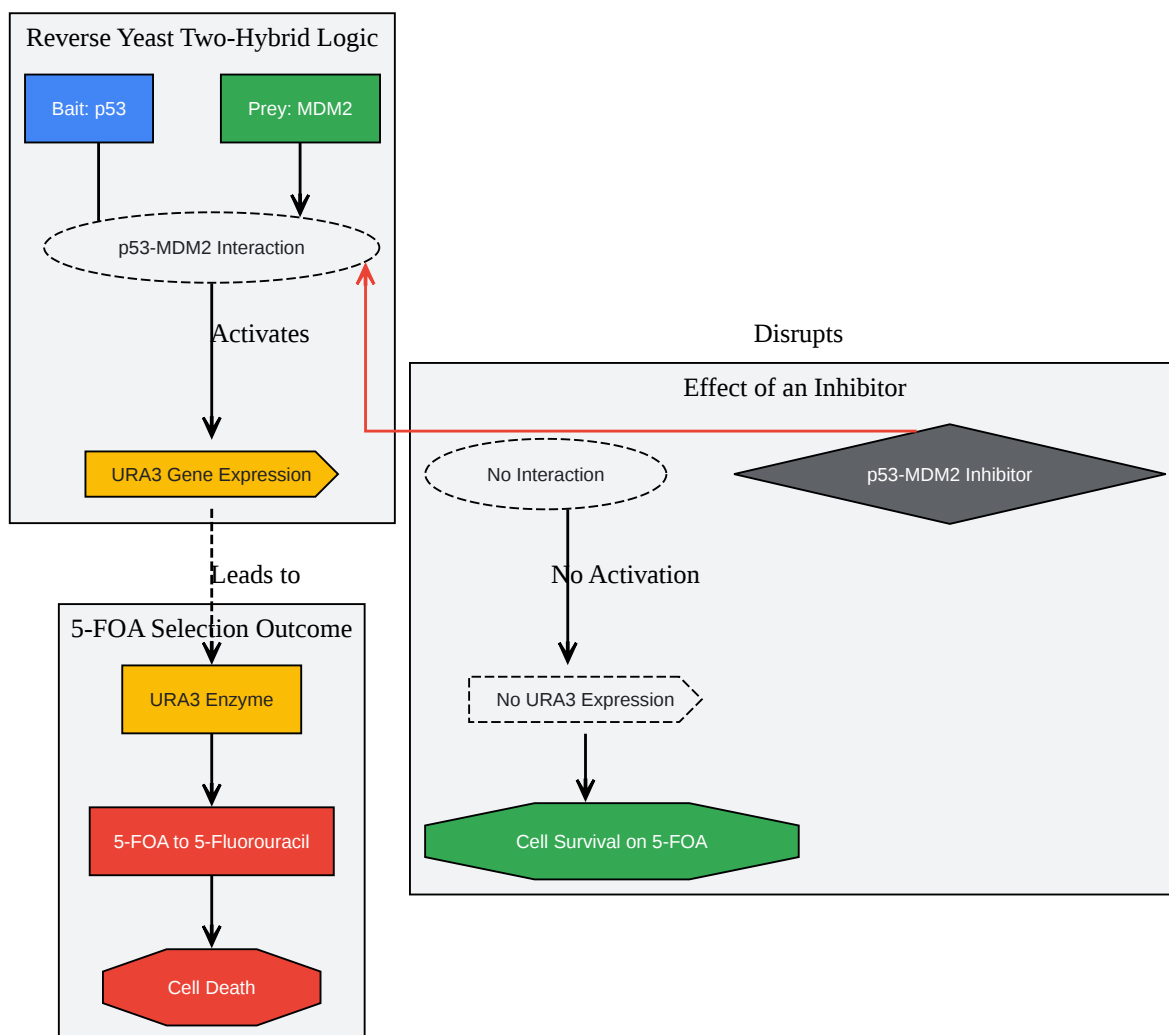 Reverse Yeast Two-Hybrid Logic
Bait: p53
Prey: MDM2
p53-MDM2 Interaction
Activates
URA3 Gene Expression
Leads to
5-FOA Selection Outcome
URA3 Enzyme
5-FOA to 5-Fluorouracil
Cell Death
Disrupts
Effect of an Inhibitor
No Interaction
p53-MDM2 Inhibitor
No Activation
No URA3 Expression
Cell Survival on 5-FOA